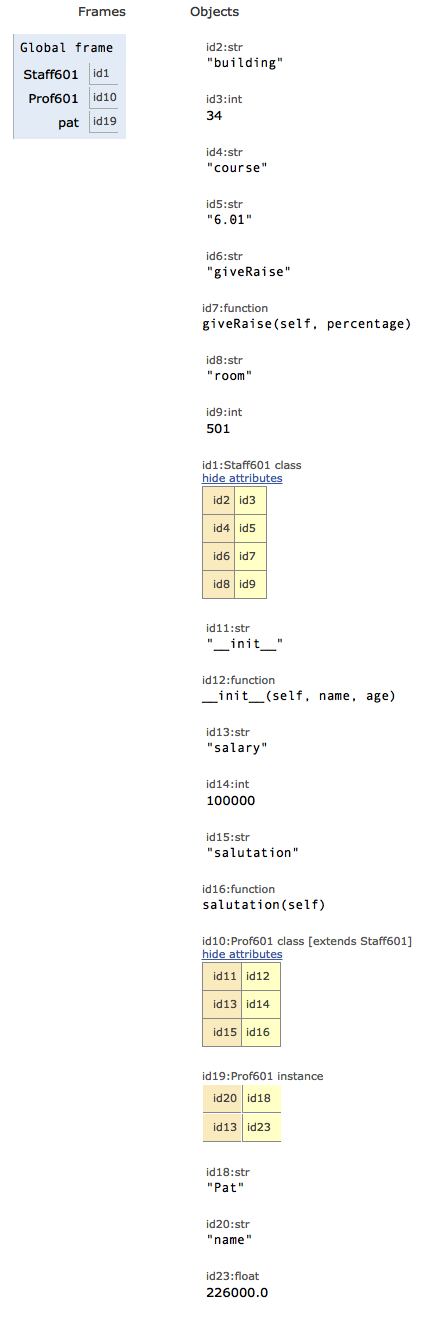 Frames Objects
Global frame
Staff601 id1
Prof601 id10
pat id19
id2:str
"building"
id3:int
34
id4:str
"course"
id5:str
"6.01"
id6:str
"giveRaise"
id7:function
giveRaise(self, percentage)
id8:str
"room"
id9:int
501
id1:Staff601 class
hide attributes
id2 id3
id4 id5
id6 id7
id8 id9
id11:str
"__init__"
id12:function
__init__(self, name, age)
id13:str
"salary"
id14:int
100000
id15:str
"salutation"
id16:function
salutation(self)
id10:Prof601 class [extends Staff601]
hide attributes
id11 id12
id13 id14
id15 id16
id19:Prof601 instance
id20 id18
id13 id23
id18:str
"Pat"
id20:str
"name"
id23:float
226000.0